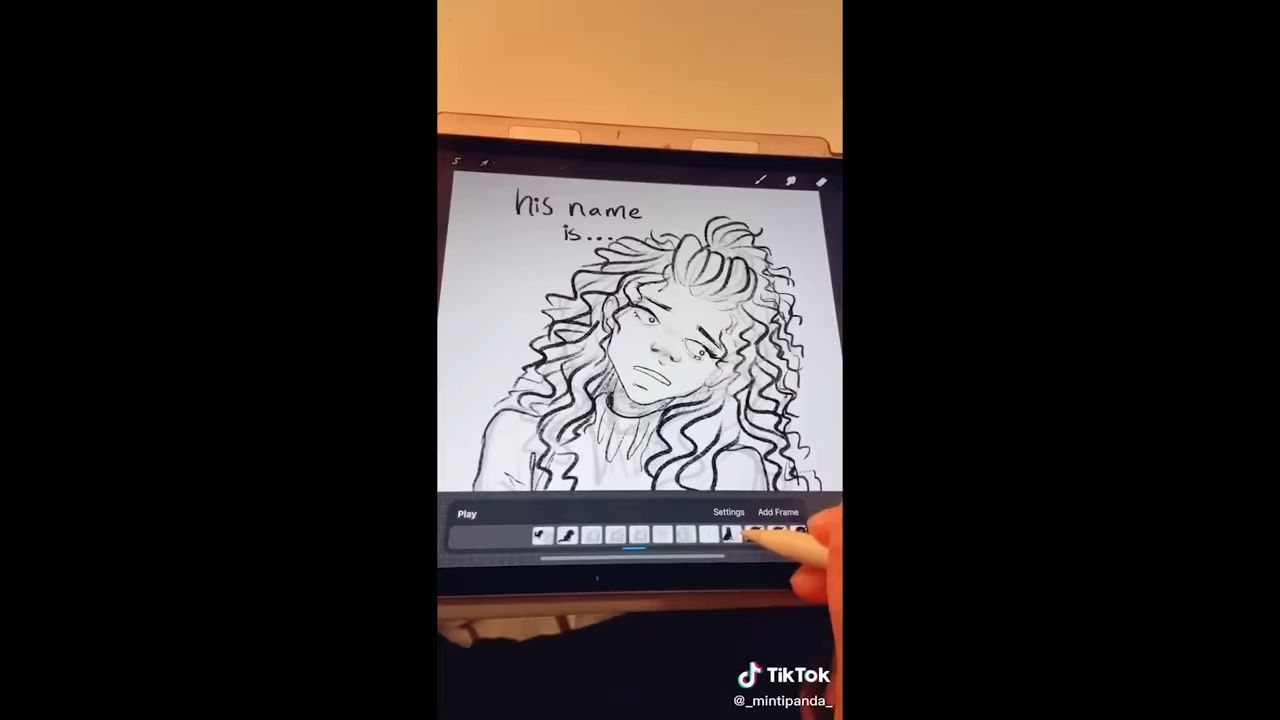 his name
is...
Play
Settings
Add Frame
TikTok
@_mintipanda_